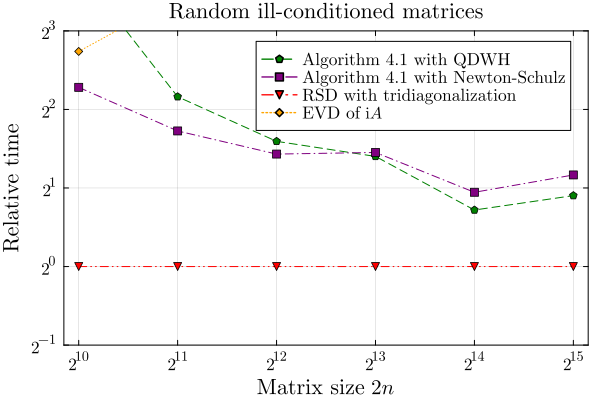 Random ill-conditioned matrices
Relative time
2^3
2^2
2^1
2^0
2^−1
Algorithm 4.1 with QDWH
Algorithm 4.1 with Newton-Schulz
RSD with tridiagonalization
EVD of iA
2^10 2^11 2^12 2^13 2^14 2^15
Matrix size 2n